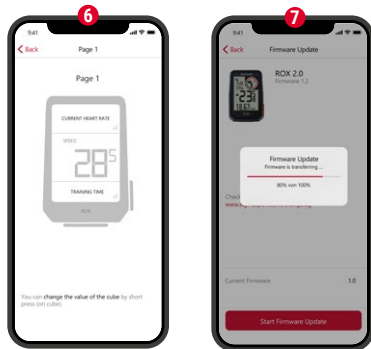 6
9:41
Back
Page 1
Page 1
CURRENT HEART RATE
SPEED
285
TRAINING TIME
ROX
You can change the value of the cube by short
press (on cube).
7
9:41
Back
Firmware Update
ROX 2.0
Firmware 1.2
Firmware Update
Firmware is transferring ...
80% von 100%
Check
Current Firmware
1.0
Start Firmware Update